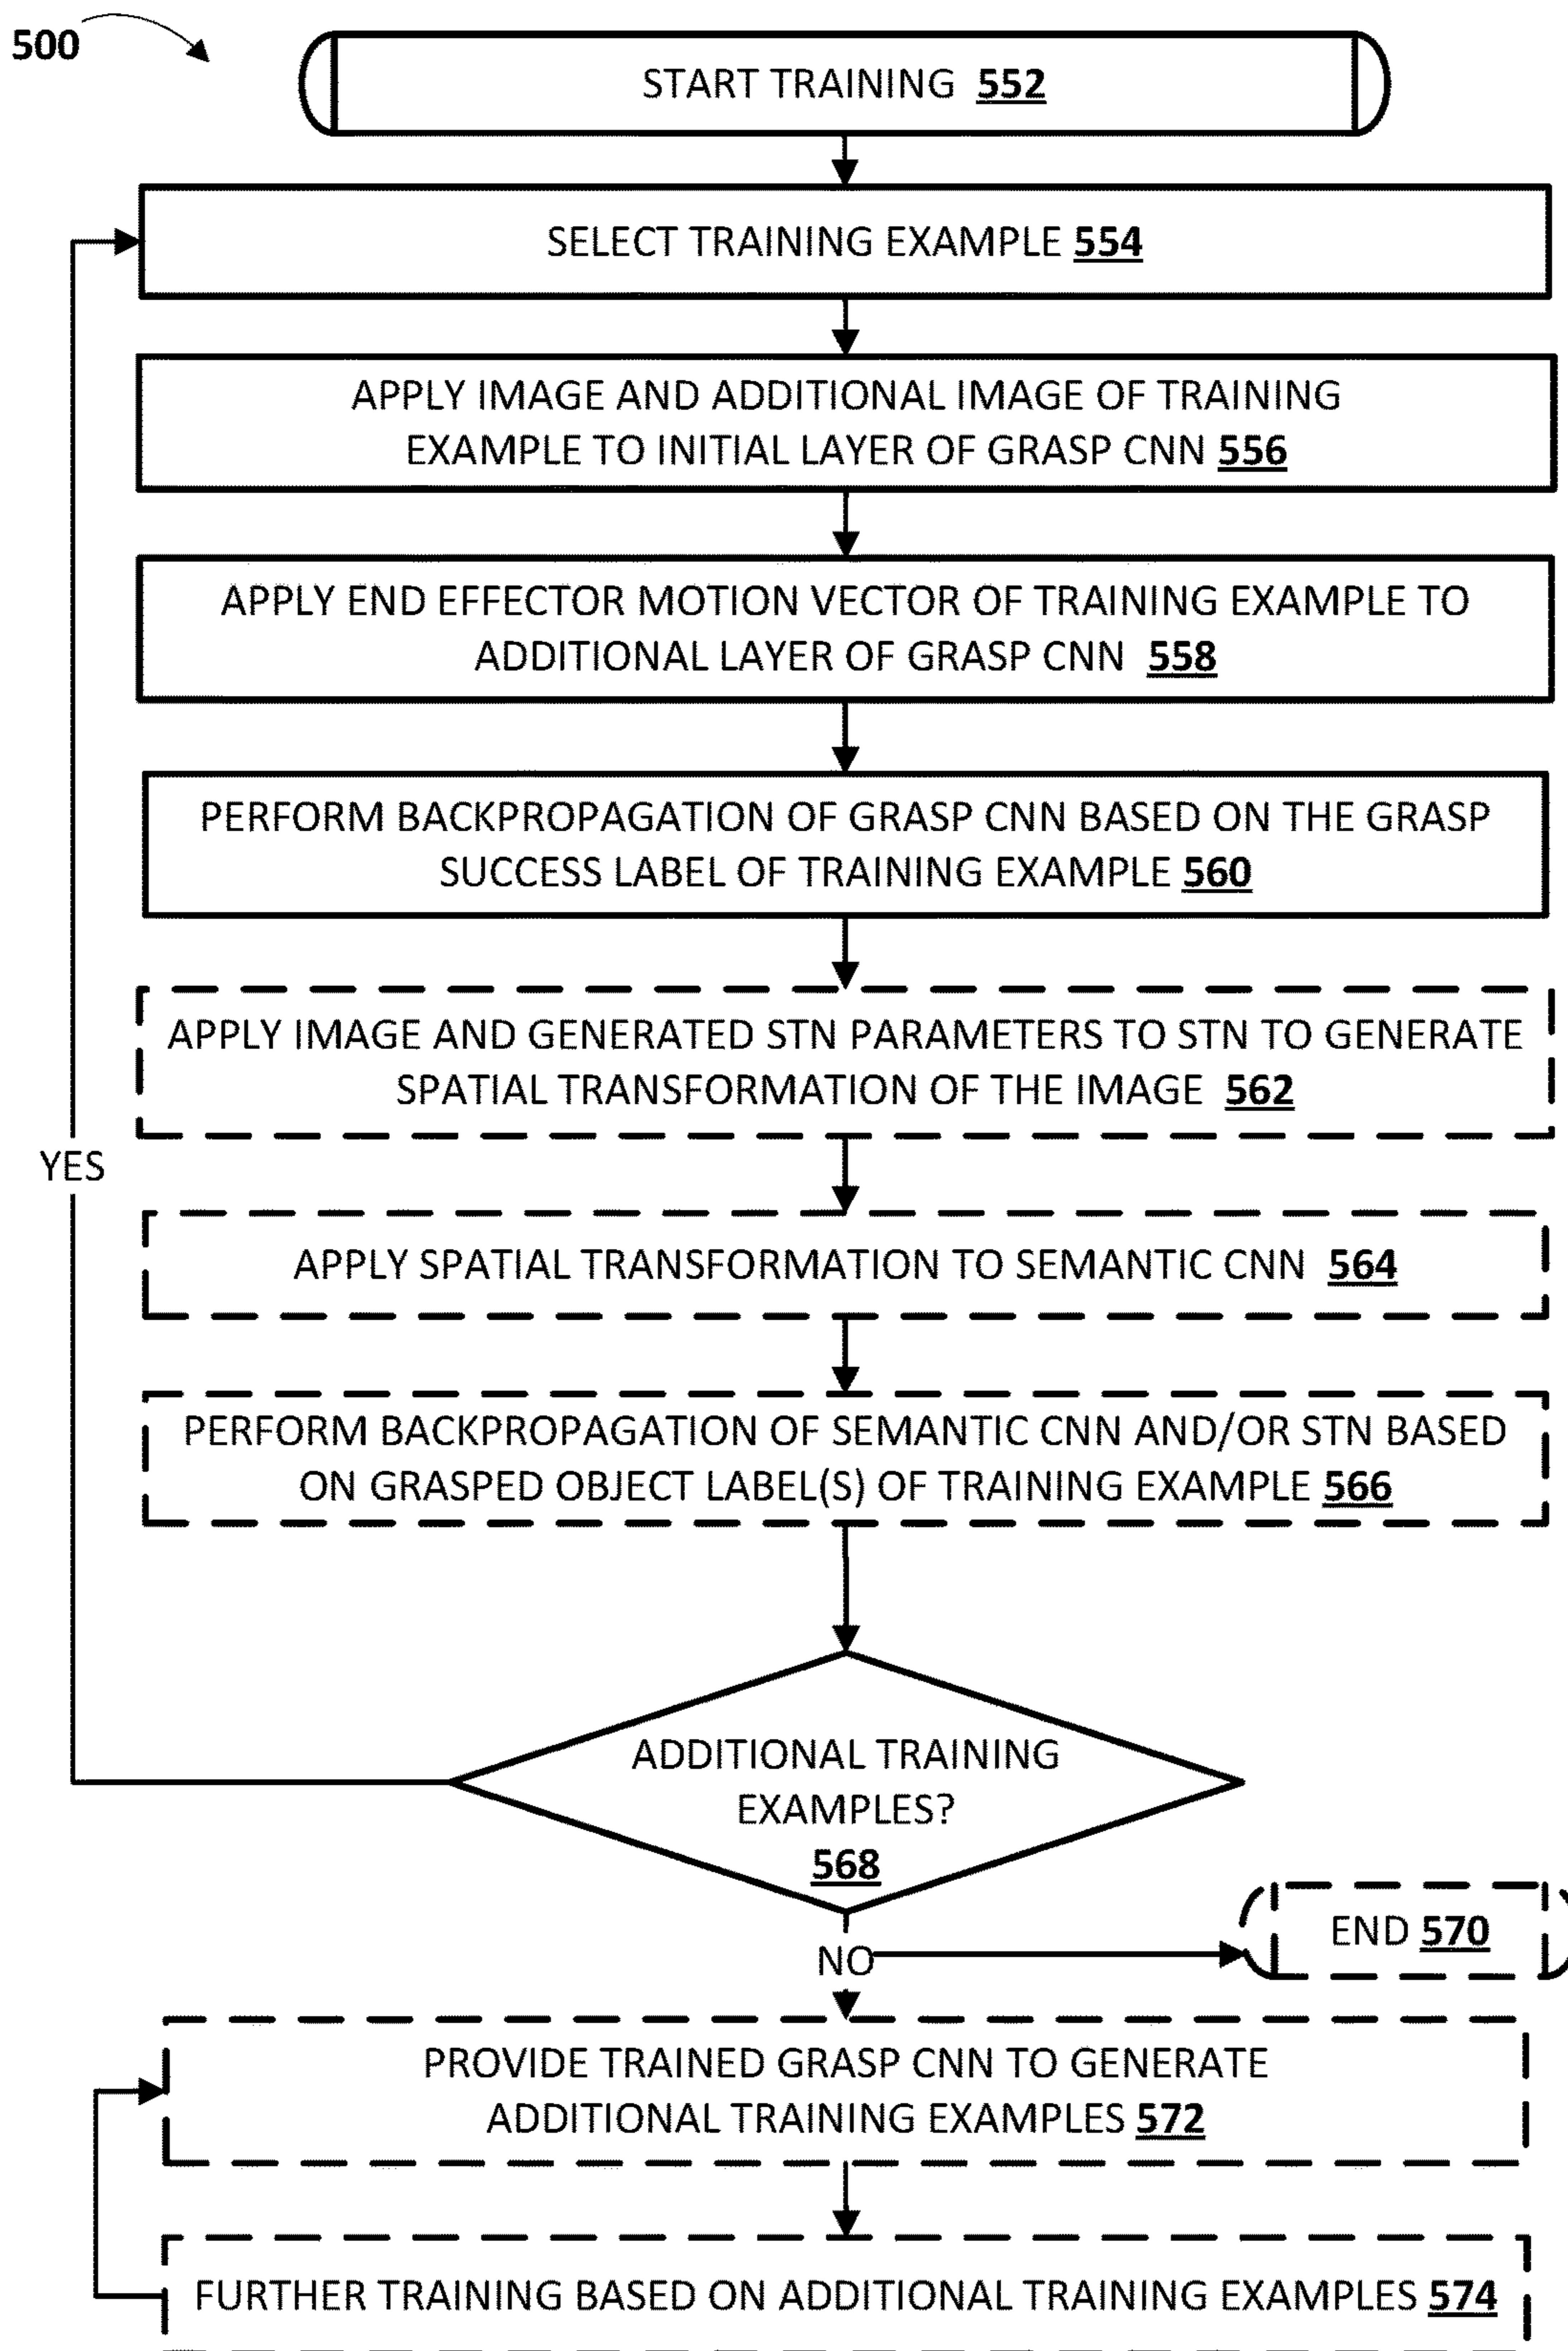 500
START TRAINING 552
SELECT TRAINING EXAMPLE 554
APPLY IMAGE AND ADDITIONAL IMAGE OF TRAINING
EXAMPLE TO INITIAL LAYER OF GRASP CNN 556
APPLY END EFFECTOR MOTION VECTOR OF TRAINING EXAMPLE TO
ADDITIONAL LAYER OF GRASP CNN 558
PERFORM BACKPROPAGATION OF GRASP CNN BASED ON THE GRASP
SUCCESS LABEL OF TRAINING EXAMPLE 560
APPLY IMAGE AND GENERATED STN PARAMETERS TO STN TO GENERATE
SPATIAL TRANSFORMATION OF THE IMAGE 562
YES
APPLY SPATIAL TRANSFORMATION TO SEMANTIC CNN 564
PERFORM BACKPROPAGATION OF SEMANTIC CNN AND/OR STN BASED
ON GRASPED OBJECT LABEL(S) OF TRAINING EXAMPLE 566
ADDITIONAL TRAINING
EXAMPLES?
568
END 570
NO
PROVIDE TRAINED GRASP CNN TO GENERATE
ADDITIONAL TRAINING EXAMPLES 572
FURTHER TRAINING BASED ON ADDITIONAL TRAINING EXAMPLES 574